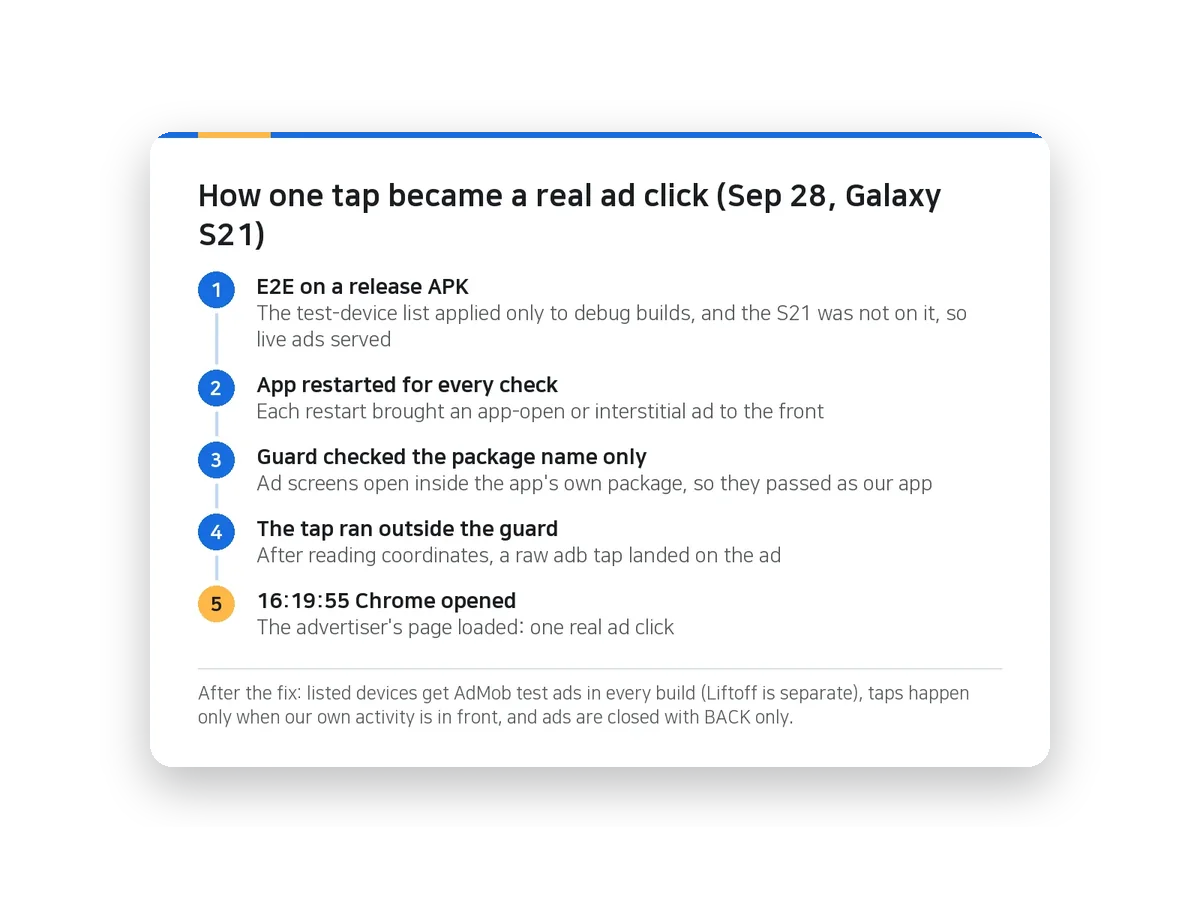 How one tap became a real ad click (Sep 28, Galaxy
S21)
1
E2E on a release APK
The test-device list applied only to debug builds, and the S21 was not on it, so
live ads served
2
App restarted for every check
Each restart brought an app-open or interstitial ad to the front
3
Guard checked the package name only
Ad screens open inside the app's own package, so they passed as our app
4
The tap ran outside the guard
After reading coordinates, a raw adb tap landed on the ad
5
16:19:55 Chrome opened
The advertiser's page loaded: one real ad click
After the fix: listed devices get AdMob test ads in every build (Liftoff is separate), taps happen
only when our own activity is in front, and ads are closed with BACK only.